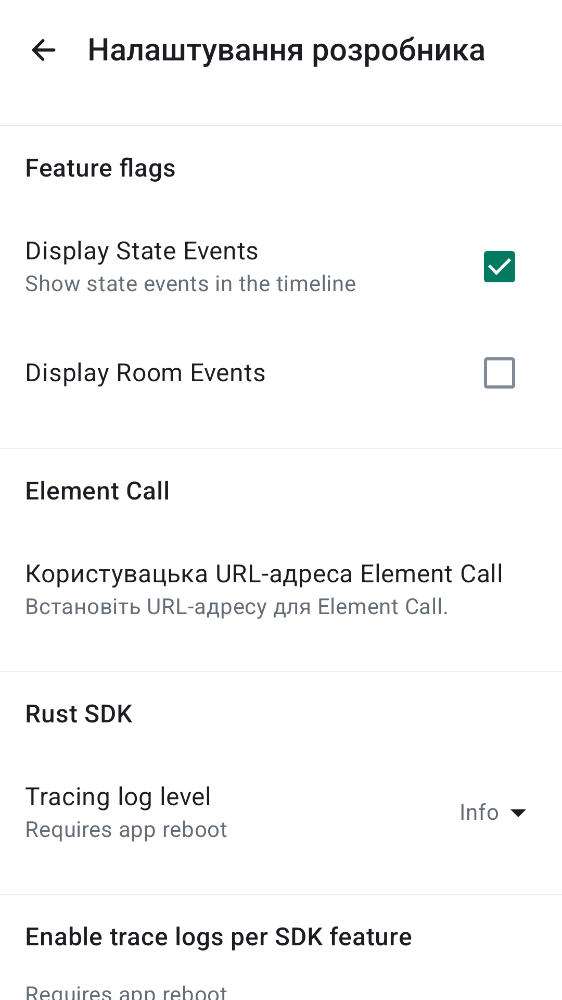 Налаштування розробника
Feature flags
Display State Events
Show state events in the timeline
Display Room Events
Element Call
Користувацька URL-адреса Element Call
Встановіть URL-адресу для Element Call.
Rust SDK
Tracing log level
Info
Requires app reboot
Enable trace logs per SDK feature
Requires app reboot